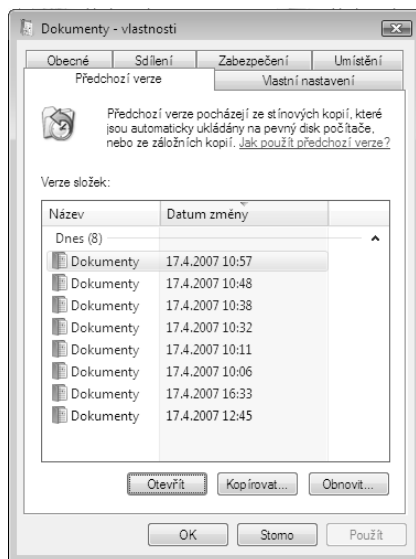 Dokumenty - vlastnosti
Obecné Sdílení Zabezpečení Umístění
Předchozí verze Vlastní nastavení
Předchozí verze pocházejí ze stínových kopií, které
jsou automaticky ukládány na pevný disk počítače,
nebo ze záložních kopií. Jak použít předchozí verze?
Verze složek:
Název Datum změny
Dnes (8)
Dokumenty 17.4.2007 10:57
Dokumenty 17.4.2007 10:48
Dokumenty 17.4.2007 10:38
Dokumenty 17.4.2007 10:32
Dokumenty 17.4.2007 10:11
Dokumenty 17.4.2007 10:06
Dokumenty 17.4.2007 16:33
Dokumenty 17.4.2007 12:45
Otevřít Kopírovat... Obnovit...
OK Storno Použít